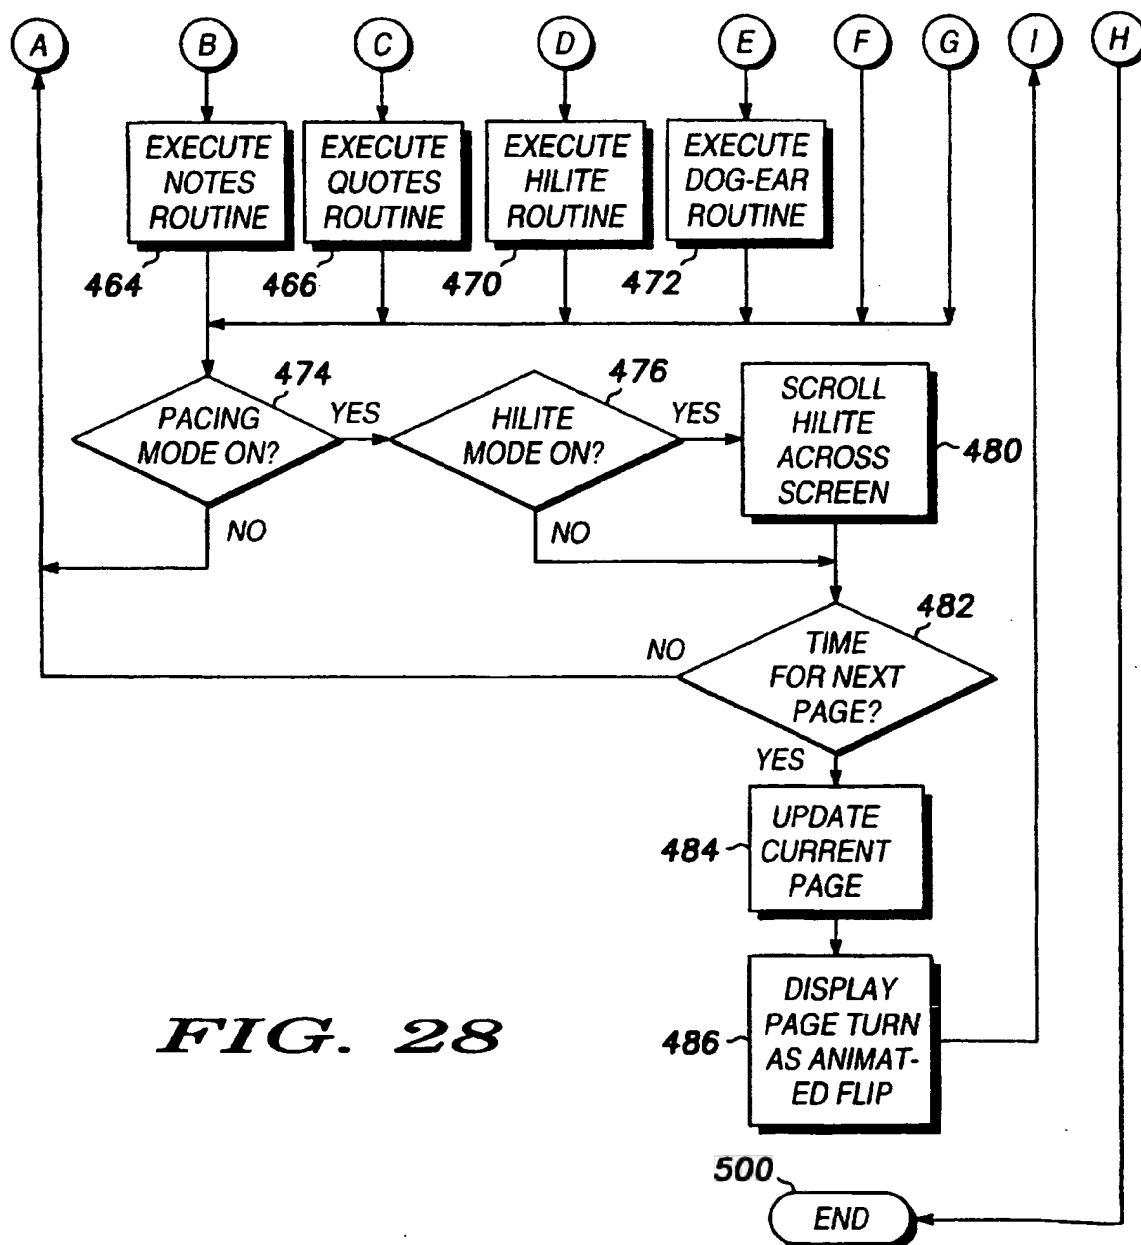 A B C D E F G I H
EXECUTE
NOTES
ROUTINE
464
EXECUTE
QUOTES
ROUTINE
466
EXECUTE
HILITE
ROUTINE
470
EXECUTE
DOG-EAR
ROUTINE
472
PACING
MODE ON?
474
YES
NO
HILITE
MODE ON?
476
YES
NO
SCROLL
HILITE
ACROSS
SCREEN
480
TIME
FOR NEXT
PAGE?
482
NO
YES
UPDATE
CURRENT
PAGE
484
DISPLAY
PAGE TURN
AS ANIMAT-
ED FLIP
486
FIG. 28
500
END